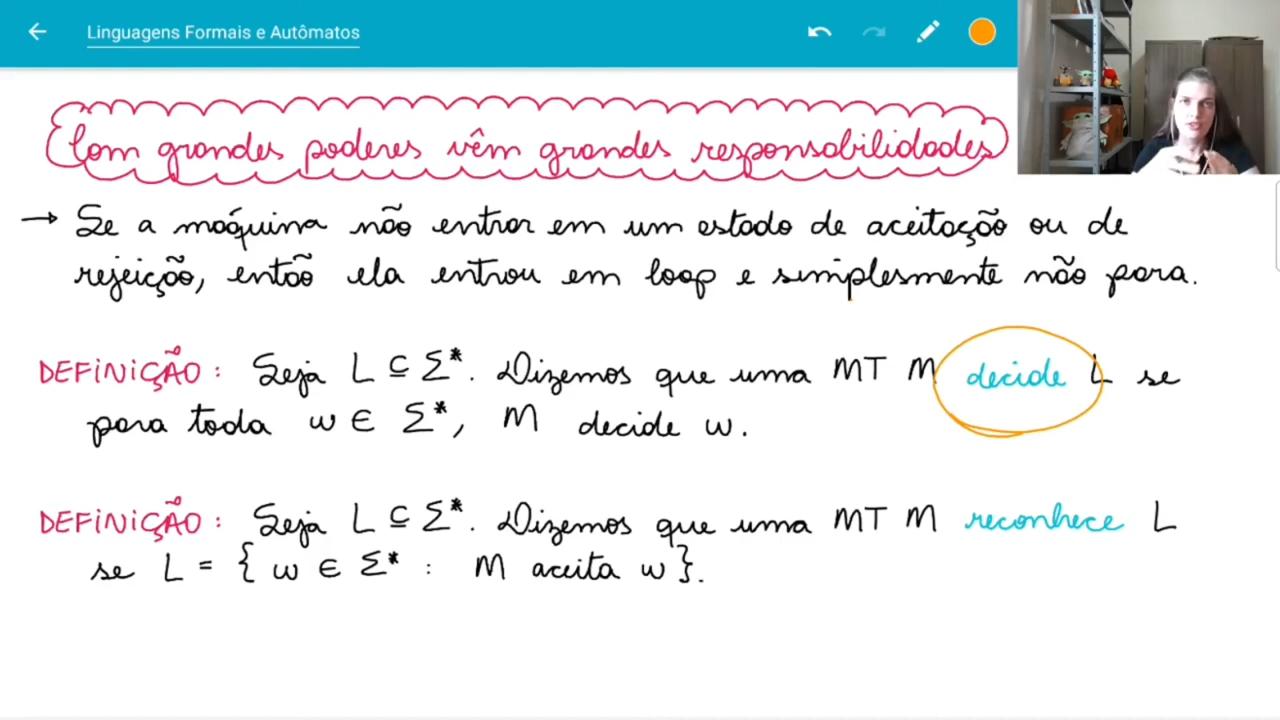 Linguagens Formais e Autômatos
Com grandes poderes vêm grandes responsabilidades
→ Se a máquina não entrar em um estado de aceitação ou de
rejeição, então ela entrou em loop e simplesmente não para.
DEFINIÇÃO: Seja L ⊆ Σ*. Dizemos que uma MT M decide L se
para toda w ∈ Σ*, M decide w.
DEFINIÇÃO: Seja L ⊆ Σ*. Dizemos que uma MT M reconhece L
se L = { w ∈ Σ* : M aceita w }.